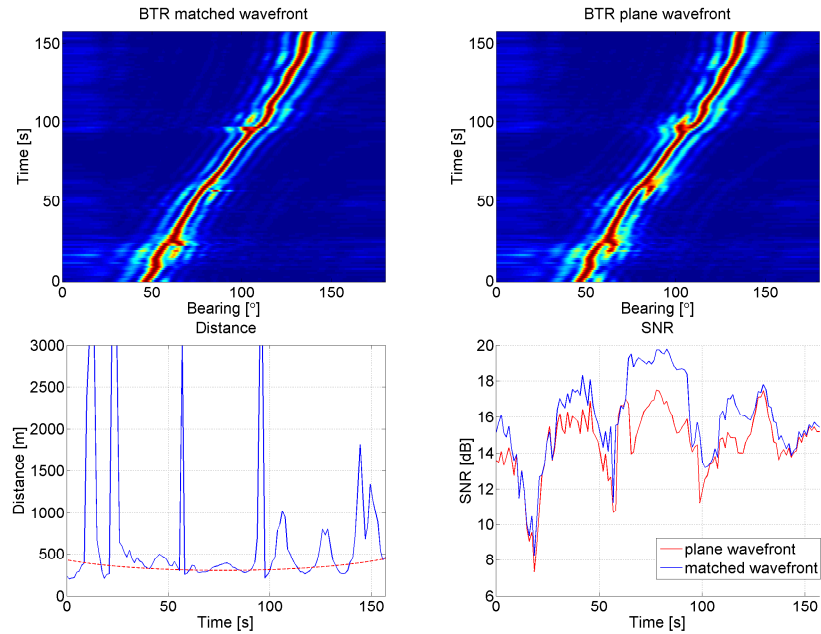 BTR matched wavefront
150
100
50
0
Time [s]
0
50
100
150
Bearing [°]
BTR plane wavefront
150
100
50
0
Time [s]
0
50
100
150
Bearing [°]
Distance
3000
2500
2000
1500
1000
500
0
Distance [m]
0
50
100
150
Time [s]
SNR
20
18
16
14
12
10
8
6
SNR [dB]
plane wavefront
matched wavefront
0
50
100
150
Time [s]